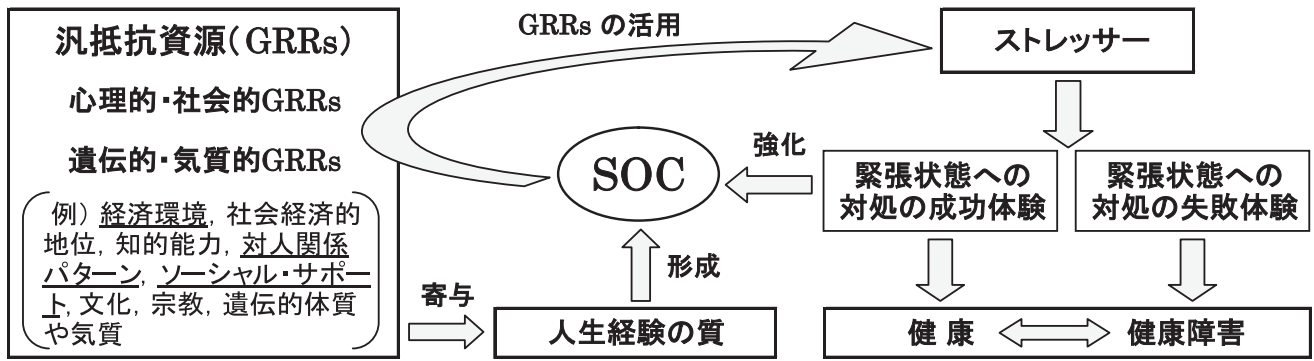 汎抵抗資源(GRRs)
心理的・社会的GRRs
遺伝的・気質的GRRs
例) 経済環境, 社会経済的
地位, 知的能力, 対人関係
パターン, ソーシャル・サポー
ト, 文化, 宗教, 遺伝的体質
や気質
GRRs の活用
ストレッサー
SOC
強化
緊張状態への
対処の成功体験
緊張状態への
対処の失敗体験
形成
寄与
人生経験の質
健 康
健康障害